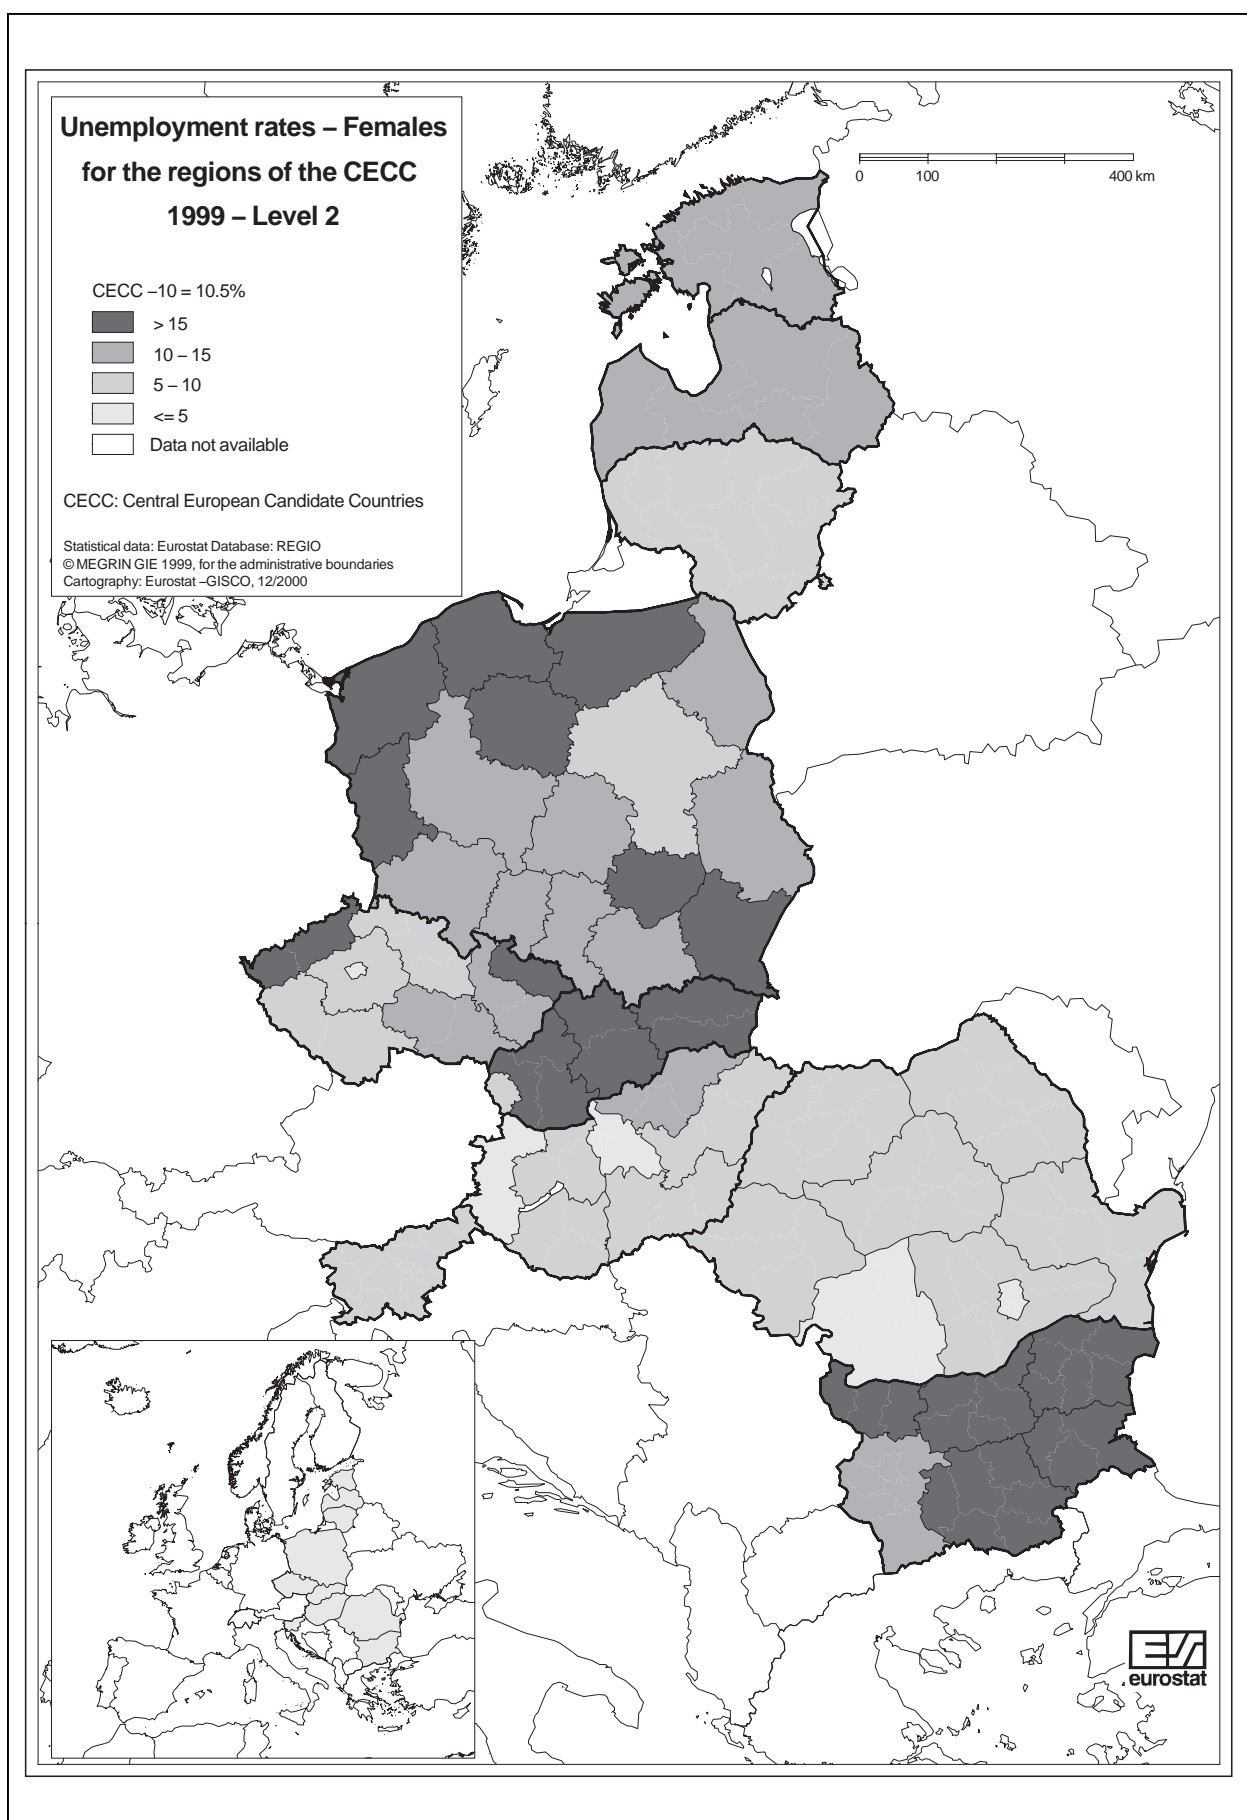 Unemployment rates – Females
for the regions of the CECC
1999 – Level 2
CECC –10 = 10.5%
> 15
10 – 15
5 – 10
<= 5
Data not available
CECC: Central European Candidate Countries
Statistical data: Eurostat Database: REGIO
© MEGRIN GIE 1999, for the administrative boundaries
Cartography: Eurostat –GISCO, 12/2000
0 100 400 km
eurostat